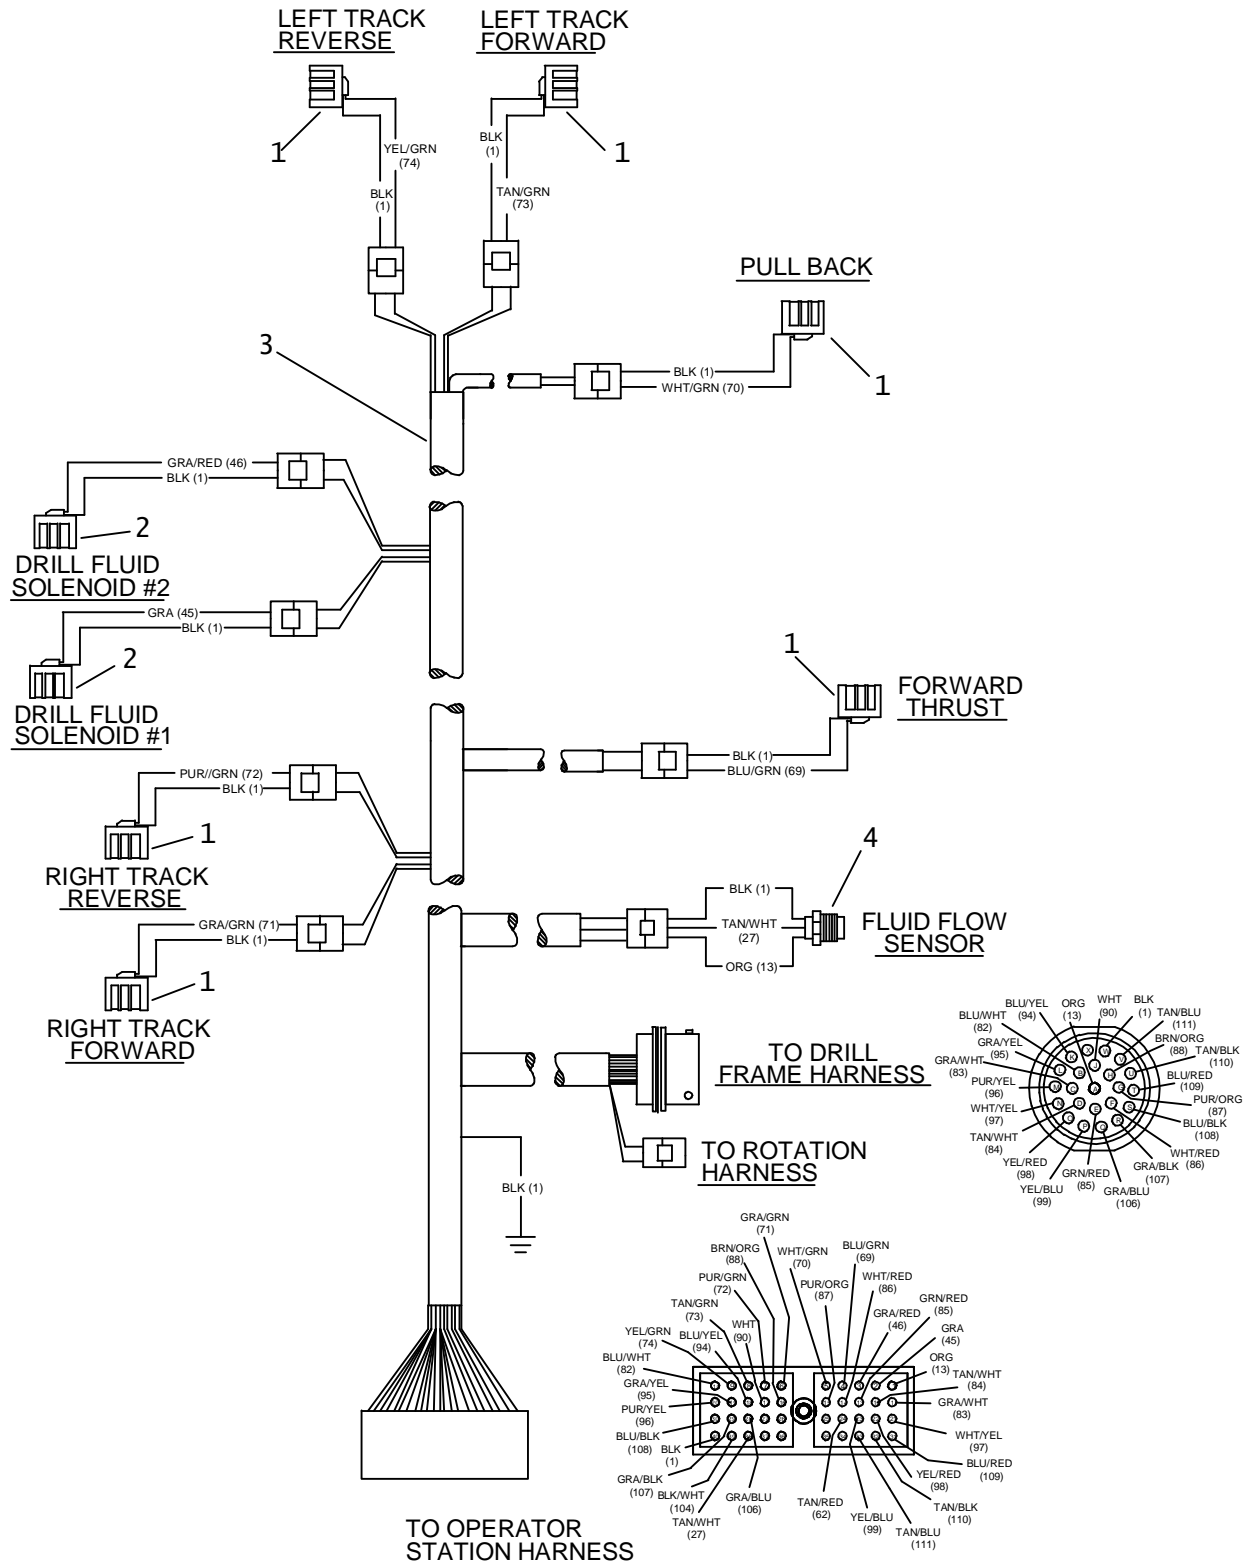 LEFT TRACK
REVERSE
LEFT TRACK
FORWARD
1
1
YEL/GRN
(74)
BLK
(1)
BLK
(1)
TAN/GRN
(73)
PULL BACK
1
3
BLK (1)
WHT/GRN (70)
GRA/RED (46)
BLK (1)
2
DRILL FLUID
SOLENOID #2
GRA (45)
BLK (1)
2
DRILL FLUID
SOLENOID #1
1
FORWARD
THRUST
BLK (1)
BLU/GRN (69)
PUR//GRN (72)
BLK (1)
1
RIGHT TRACK
REVERSE
4
BLK (1)
TAN/WHT
(27)
ORG (13)
FLUID FLOW
SENSOR
GRA/GRN (71)
BLK (1)
1
RIGHT TRACK
FORWARD
TO DRILL
FRAME HARNESS
TO ROTATION
HARNESS
BLK (1)
BLU/YEL
(94)
ORG
(13)
WHT
(90)
BLK
(1)
TAN/BLU
(111)
BLU/WHT
(82)
BRN/ORG
(88)
GRA/YEL
(95)
TAN/BLK
(110)
GRA/WHT
(83)
BLU/RED
(109)
PUR/YEL
(96)
PUR/ORG
(87)
WHT/YEL
(97)
BLU/BLK
(108)
TAN/WHT
(84)
WHT/RED
(86)
YEL/RED
(98)
GRN/RED
(85)
GRA/BLK
(107)
YEL/BLU
(99)
GRA/BLU
(106)
K
X
W
V
L
B
J
H
U
M
C
A
G
T
N
D
E
F
S
O
P
Q
R
GRA/GRN
(71)
BRN/ORG
(88)
WHT/GRN
(70)
BLU/GRN
(69)
PUR/GRN
(72)
PUR/ORG
(87)
WHT/RED
(86)
TAN/GRN
(73)
GRA/RED
(46)
GRN/RED
(85)
YEL/GRN
(74)
BLU/YEL
(94)
WHT
(90)
GRA
(45)
BLU/WHT
(82)
ORG
(13)
GRA/YEL
(95)
TAN/WHT
(84)
PUR/YEL
(96)
GRA/WHT
(83)
BLU/BLK
(108)
BLK
(1)
WHT/YEL
(97)
GRA/BLK
(107)
BLU/RED
(109)
BLK/WHT
(104)
YEL/RED
(98)
TAN/WHT
(27)
GRA/BLU
(106)
TAN/RED
(62)
YEL/BLU
(99)
TAN/BLK
(110)
TAN/BLU
(111)
TO OPERATOR
STATION HARNESS